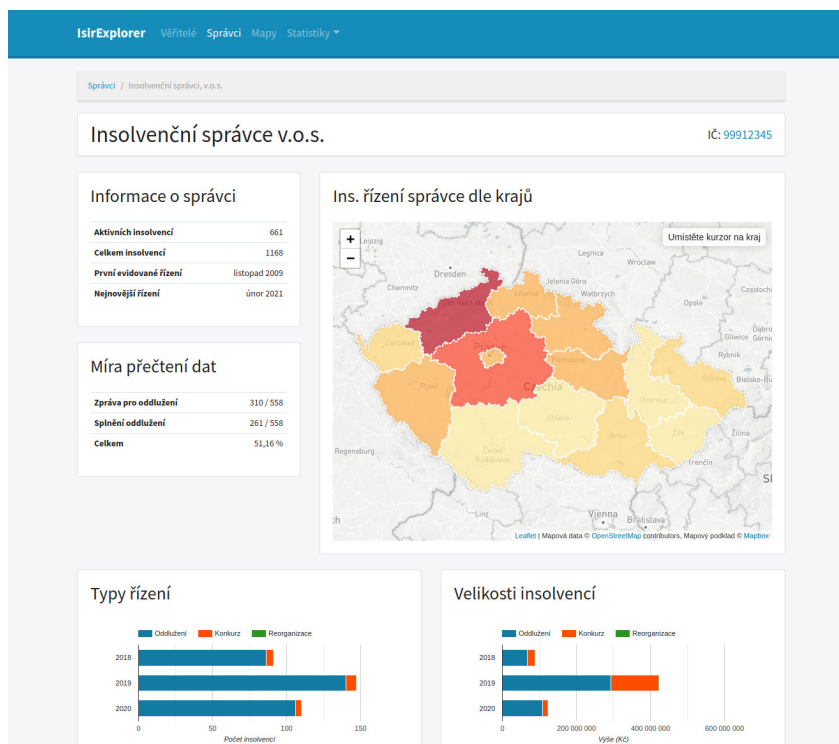 IsirExplorer Věřitelé Správci Mapy Statistiky
Správci / Insolvenční správci, v.o.s.
Insolvenční správce v.o.s.
IČ: 99912345
Informace o správci
Aktivních insolvencí 661
Celkem insolvencí 1168
První evidované řízení listopad 2009
Nejnovější řízení únor 2021
Míra přečtení dat
Zpráva pro oddlužení 310 / 558
Splnění oddlužení 261 / 558
Celkem 51,16 %
Ins. řízení správce dle krajů
+
−
Umístěte kurzor na kraj
Leipzig
Legnica
Wrocław
Dresden
Chemnitz
Jelenia Góra
Wałbrzych
Opole
Częstoch
Liberec
Carlsbad
Prague
Pardubice
Gliwice
Rybnik
Plzeň
Czechia
Ostrava
Bielsko-Bi
Olomouc
Jihlava
Brno
Zlín
Žilina
České
Budějovice
Regensburg
Trenčín
Linz
Vienna
Bratislava
Leaflet | Mapová data © OpenStreetMap contributors, Mapový podklad © Mapbox
Typy řízení
Oddlužení Konkurz Reorganizace
2018
2019
2020
0 50 100 150
Počet insolvencí
Velikosti insolvencí
Oddlužení Konkurz Reorganizace
2018
2019
2020
0 200 000 000 400 000 000 600 000 000
Výše (Kč)